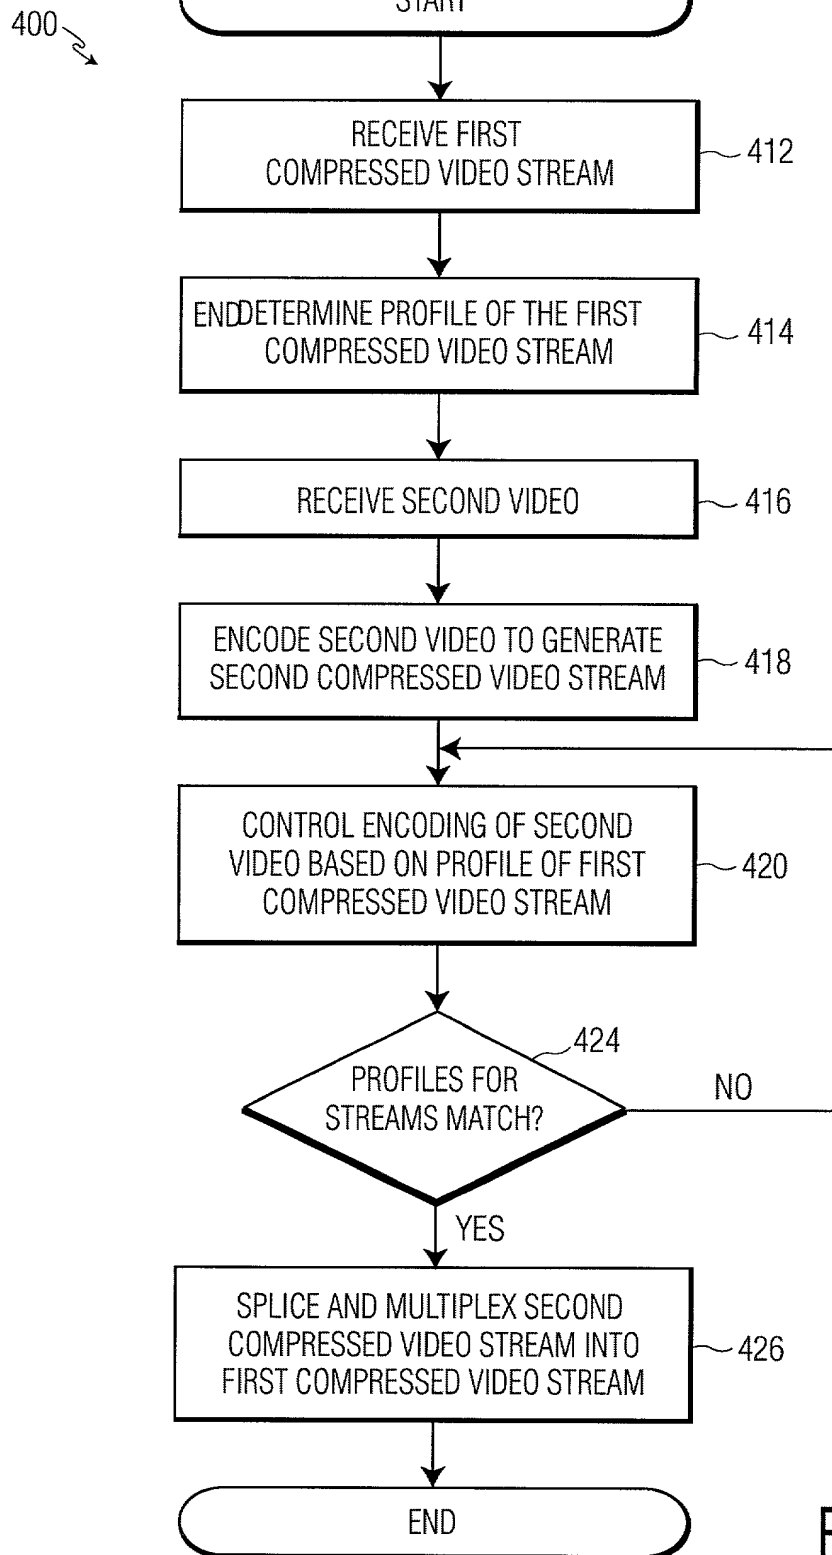 START
400
RECEIVE FIRST
COMPRESSED VIDEO STREAM
412
ENDDETERMINE PROFILE OF THE FIRST
COMPRESSED VIDEO STREAM
414
RECEIVE SECOND VIDEO
416
ENCODE SECOND VIDEO TO GENERATE
SECOND COMPRESSED VIDEO STREAM
418
CONTROL ENCODING OF SECOND
VIDEO BASED ON PROFILE OF FIRST
COMPRESSED VIDEO STREAM
420
424
PROFILES FOR
STREAMS MATCH?
NO
YES
SPLICE AND MULTIPLEX SECOND
COMPRESSED VIDEO STREAM INTO
FIRST COMPRESSED VIDEO STREAM
426
END